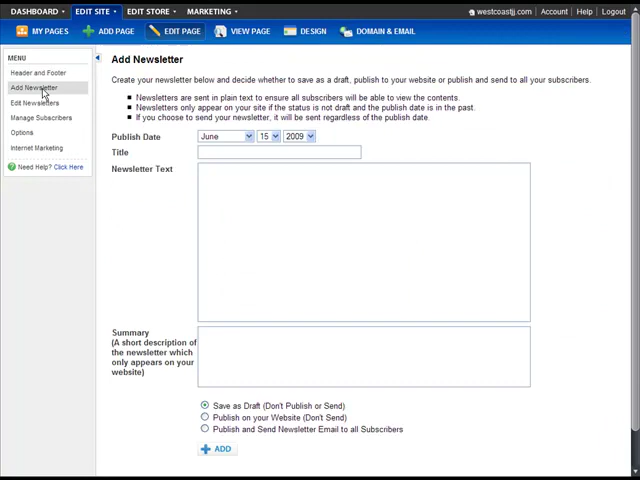 DASHBOARD EDIT SITE EDIT STORE MARKETING westcoastjj.com Account Help Logout
MY PAGES ADD PAGE EDIT PAGE VIEW PAGE DESIGN DOMAIN & EMAIL
MENU
Header and Footer
Add Newsletter
Edit Newsletters
Manage Subscribers
Options
Internet Marketing
? Need Help? Click Here
Add Newsletter
Create your newsletter below and decide whether to save as a draft, publish to your website or publish and send to all your subscribers.
Newsletters are sent in plain text to ensure all subscribers will be able to view the contents.
Newsletters only appear on your site if the status is not draft and the publish date is in the past.
If you choose to send your newsletter, it will be sent regardless of the publish date.
Publish Date June 15 2009
Title
Newsletter Text
Summary
(A short description of
the newsletter which
only appears on your
website)
Save as Draft (Don't Publish or Send)
Publish on your Website (Don't Send)
Publish and Send Newsletter Email to all Subscribers
ADD